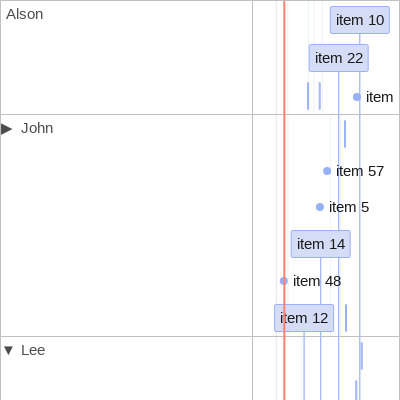 Alson
item 10
item 22
item
▶ John
item 57
item 5
item 14
item 48
item 12
▼ Lee